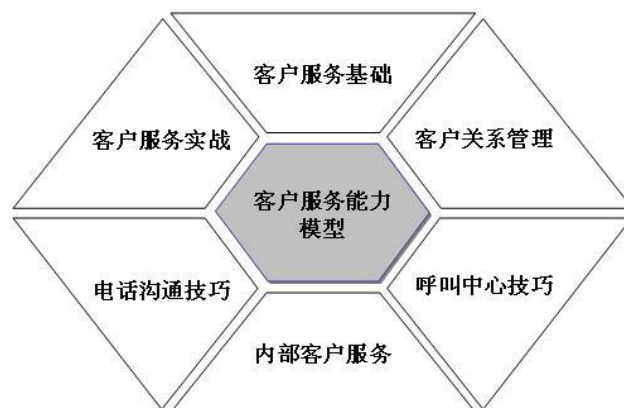 客户服务基础
客户服务实战
客户关系管理
客户服务能力
模型
电话沟通技巧
呼叫中心技巧
内部客户服务